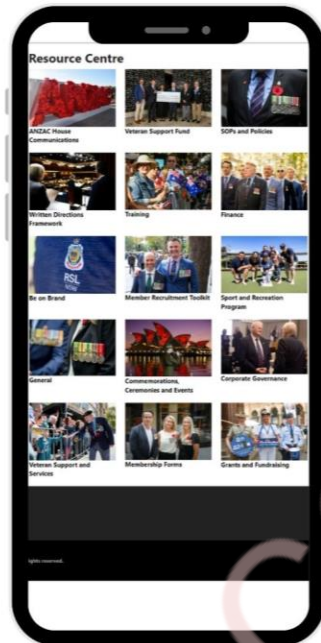 Resource Centre
ANZAC House
Communications
Veteran Support Fund
SOPs and Policies
Written Directions
Framework
Training
Finance
RSL
NSW
Be on Brand
Member Recruitment Toolkit
Sport and Recreation
Program
General
Commemorations,
Ceremonies and Events
Corporate Governance
Veteran Support and
Services
Membership Forms
Grants and Fundraising
ights reserved.